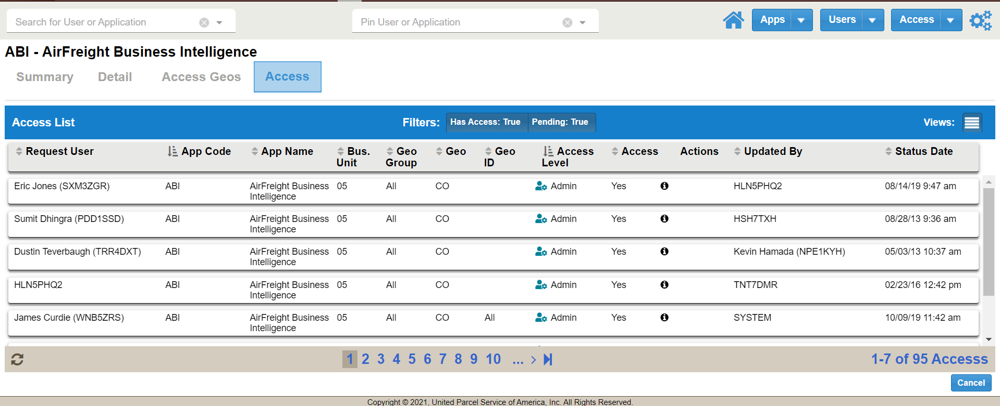 Search for User or Application
Pin User or Application
Apps
Users
Access
ABI - AirFreight Business Intelligence
Summary
Detail
Access Geos
Access
Access List
Filters:
Has Access: True
Pending: True
Views:
Request User
App Code
App Name
Bus. Unit
Geo Group
Geo
Geo ID
Access Level
Access
Actions
Updated By
Status Date
Eric Jones (SXM3ZGR) ABI AirFreight Business Intelligence 05 All CO Admin Yes HLN5PHQ2 08/14/19 9:47 am
Sumit Dhingra (PDD1SSD) ABI AirFreight Business Intelligence 05 All CO Admin Yes HSH7TXH 08/28/13 9:36 am
Dustin Teverbaugh (TRR4DXT) ABI AirFreight Business Intelligence 05 All CO Admin Yes Kevin Hamada (NPE1KYH) 05/03/13 10:37 am
HLN5PHQ2 ABI AirFreight Business Intelligence 05 All CO Admin Yes TNT7DMR 02/23/16 12:42 pm
James Curdie (WNB5ZRS) ABI AirFreight Business Intelligence 05 All CO All Admin Yes SYSTEM 10/09/19 11:42 am
1 2 3 4 5 6 7 8 9 10 ...
1-7 of 95 Accesss
Cancel
Copyright © 2021, United Parcel Service of America, Inc. All Rights Reserved.